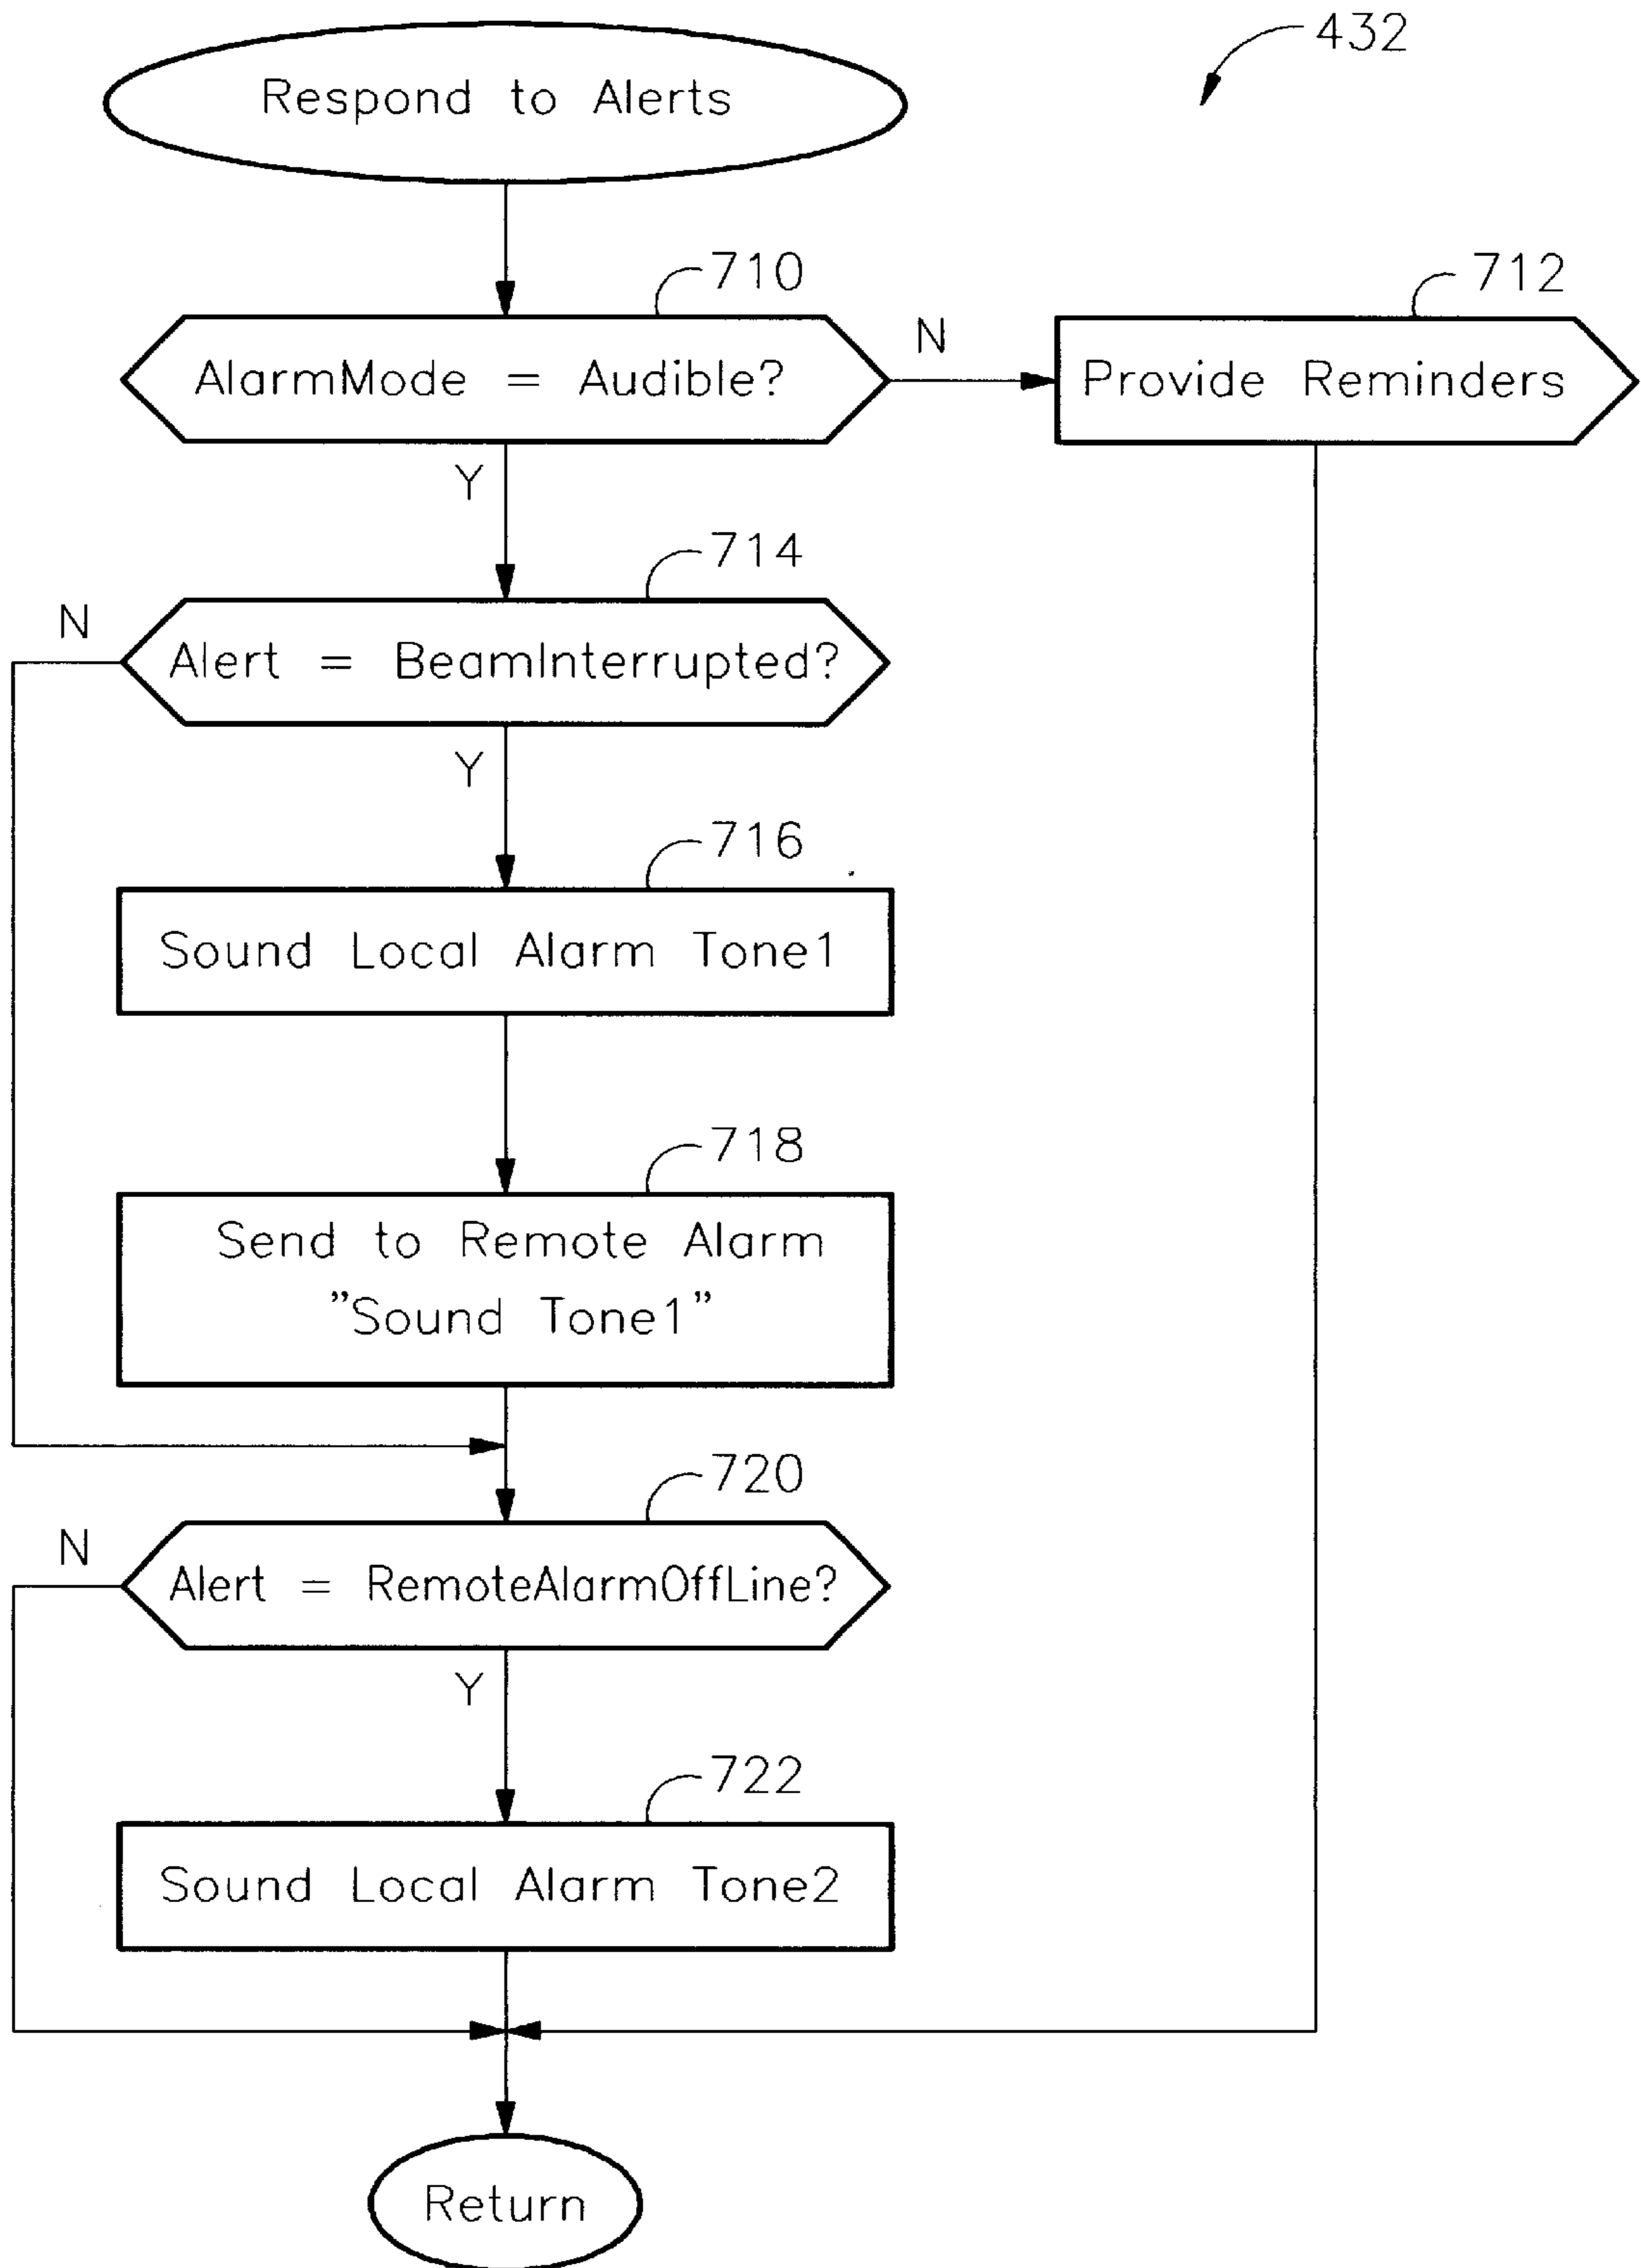 432
Respond to Alerts
710
AlarmMode = Audible?
N
712
Provide Reminders
Y
714
N
Alert = BeamInterrupted?
Y
716
Sound Local Alarm Tone1
718
Send to Remote Alarm
"Sound Tone1"
720
N
Alert = RemoteAlarmOffLine?
Y
722
Sound Local Alarm Tone2
Return